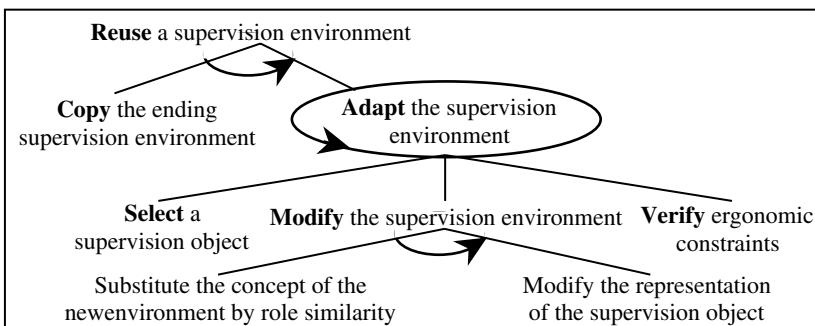 Reuse a supervision environment
Copy the ending
supervision environment
Adapt the supervision
environment
Select a
supervision object
Modify the supervision environment
Verify ergonomic
constraints
Substitute the concept of the
newenvironment by role similarity
Modify the representation
of the supervision object